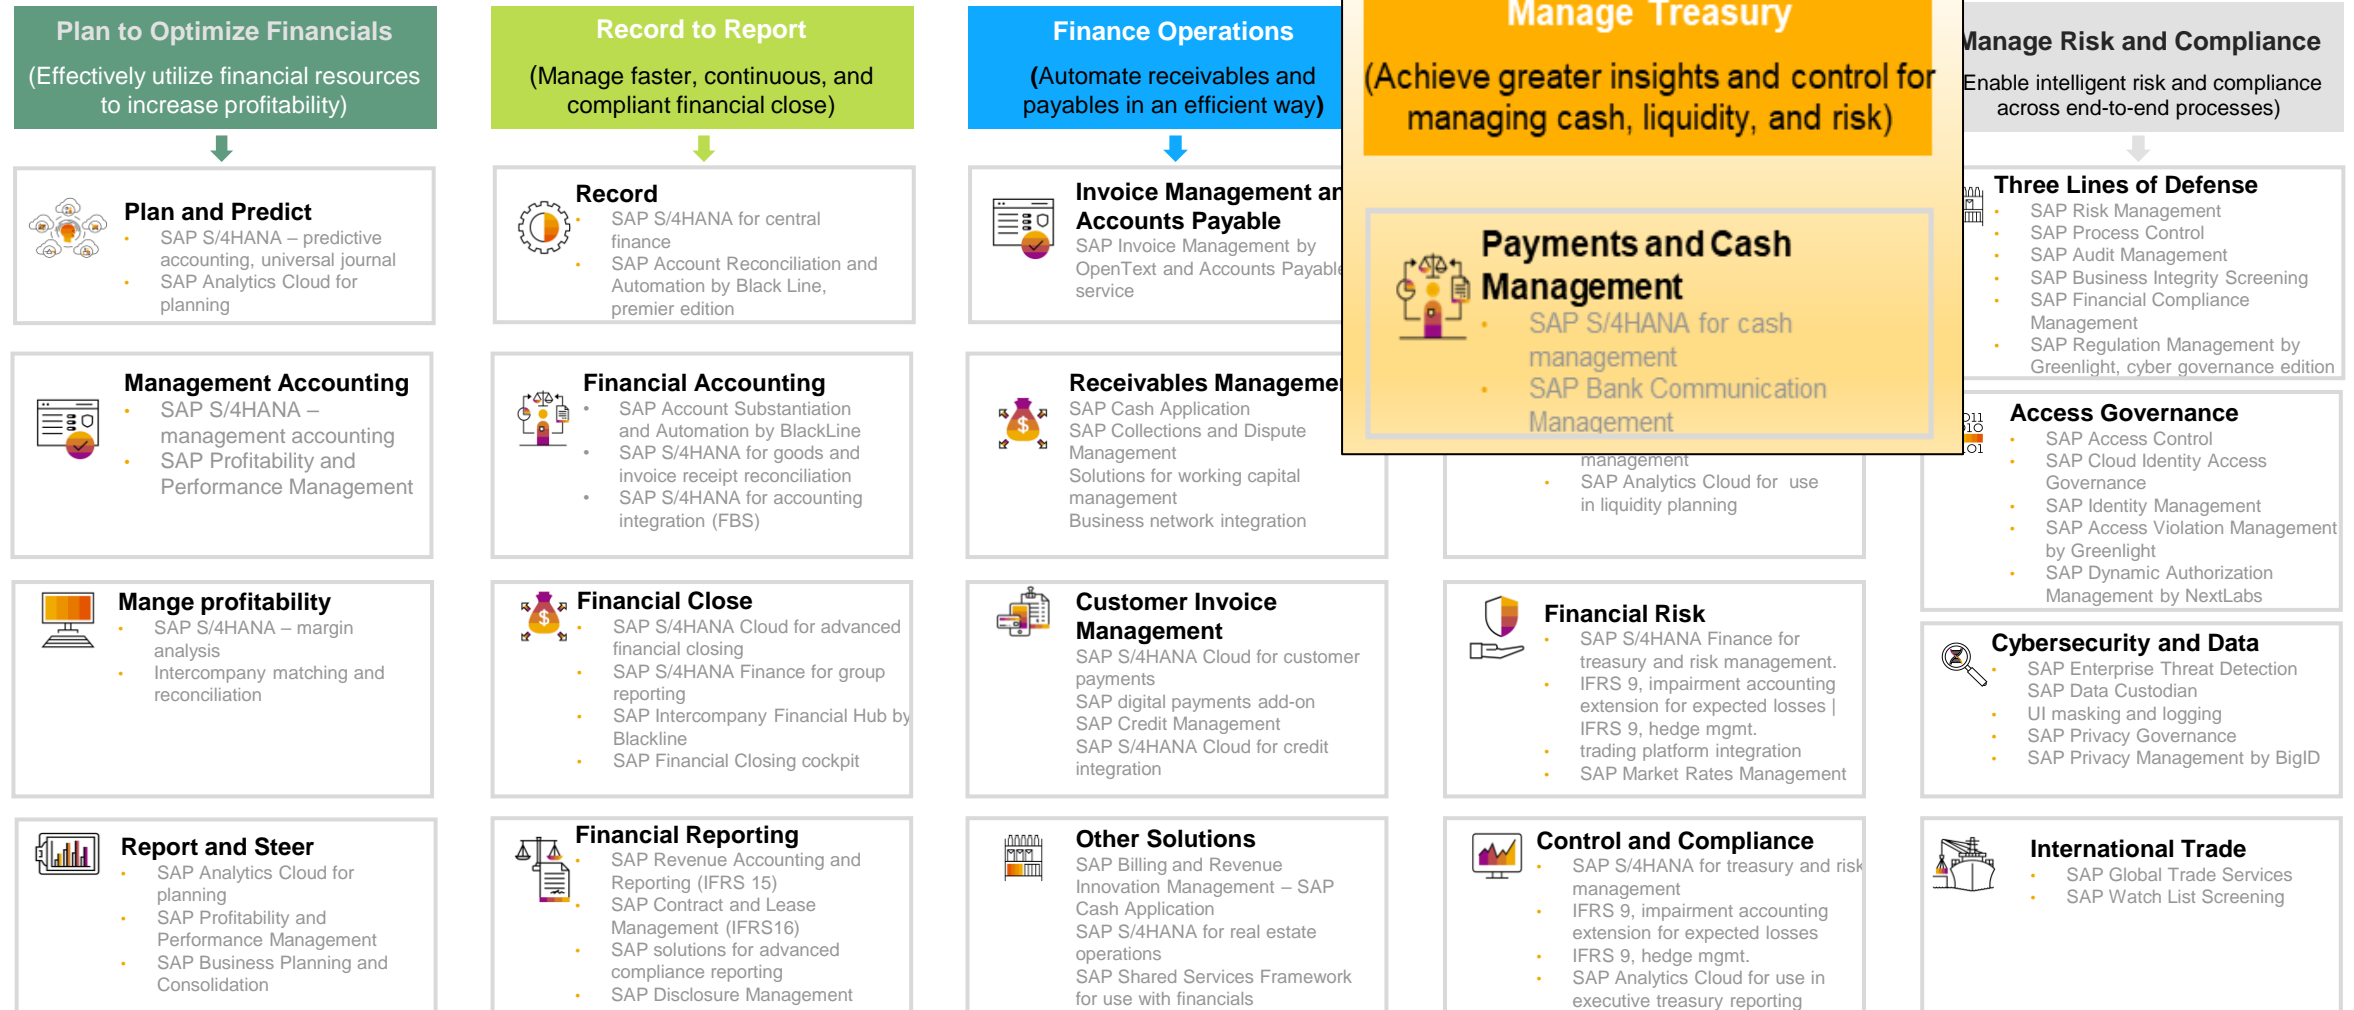 Plan to Optimize Financials
(Effectively utilize financial resources
to increase profitability)
Plan and Predict
SAP S/4HANA – predictive
accounting, universal journal
SAP Analytics Cloud for
planning
Management Accounting
SAP S/4HANA –
management accounting
SAP Profitability and
Performance Management
Mange profitability
SAP S/4HANA – margin
analysis
Intercompany matching and
reconciliation
Report and Steer
SAP Analytics Cloud for
planning
SAP Profitability and
Performance Management
SAP Business Planning and
Consolidation
Record to Report
(Manage faster, continuous, and
compliant financial close)
Record
SAP S/4HANA for central
finance
SAP Account Reconciliation and
Automation by Black Line,
premier edition
Financial Accounting
SAP Account Substantiation
and Automation by BlackLine
SAP S/4HANA for goods and
invoice receipt reconciliation
SAP S/4HANA for accounting
integration (FBS)
Financial Close
SAP S/4HANA Cloud for advanced
financial closing
SAP S/4HANA Finance for group
reporting
SAP Intercompany Financial Hub by
Blackline
SAP Financial Closing cockpit
Financial Reporting
SAP Revenue Accounting and
Reporting (IFRS 15)
SAP Contract and Lease
Management (IFRS16)
SAP solutions for advanced
compliance reporting
SAP Disclosure Management
Finance Operations
(Automate receivables and
payables in an efficient way)
Invoice Management an
Accounts Payable
SAP Invoice Management by
OpenText and Accounts Payable
service
Receivables Managemen
SAP Cash Application
SAP Collections and Dispute
Management
Solutions for working capital
management
Business network integration
Customer Invoice
Management
SAP S/4HANA Cloud for customer
payments
SAP digital payments add-on
SAP Credit Management
SAP S/4HANA Cloud for credit
integration
Other Solutions
SAP Billing and Revenue
Innovation Management – SAP
Cash Application
SAP S/4HANA for real estate
operations
SAP Shared Services Framework
for use with financials
Manage Treasury
(Achieve greater insights and control for
managing cash, liquidity, and risk)
Payments and Cash
Management
SAP S/4HANA for cash
management
SAP Bank Communication
Management
management
SAP Analytics Cloud for use
in liquidity planning
Financial Risk
SAP S/4HANA Finance for
treasury and risk management.
IFRS 9, impairment accounting
extension for expected losses |
IFRS 9, hedge mgmt.
trading platform integration
SAP Market Rates Management
Control and Compliance
SAP S/4HANA for treasury and risk
management
IFRS 9, impairment accounting
extension for expected losses
IFRS 9, hedge mgmt.
SAP Analytics Cloud for use in
executive treasury reporting
Manage Risk and Compliance
Enable intelligent risk and compliance
across end-to-end processes)
Three Lines of Defense
SAP Risk Management
SAP Process Control
SAP Audit Management
SAP Business Integrity Screening
SAP Financial Compliance
Management
SAP Regulation Management by
Greenlight, cyber governance edition
Access Governance
SAP Access Control
SAP Cloud Identity Access
Governance
SAP Identity Management
SAP Access Violation Management
by Greenlight
SAP Dynamic Authorization
Management by NextLabs
Cybersecurity and Data
SAP Enterprise Threat Detection
SAP Data Custodian
UI masking and logging
SAP Privacy Governance
SAP Privacy Management by BigID
International Trade
SAP Global Trade Services
SAP Watch List Screening